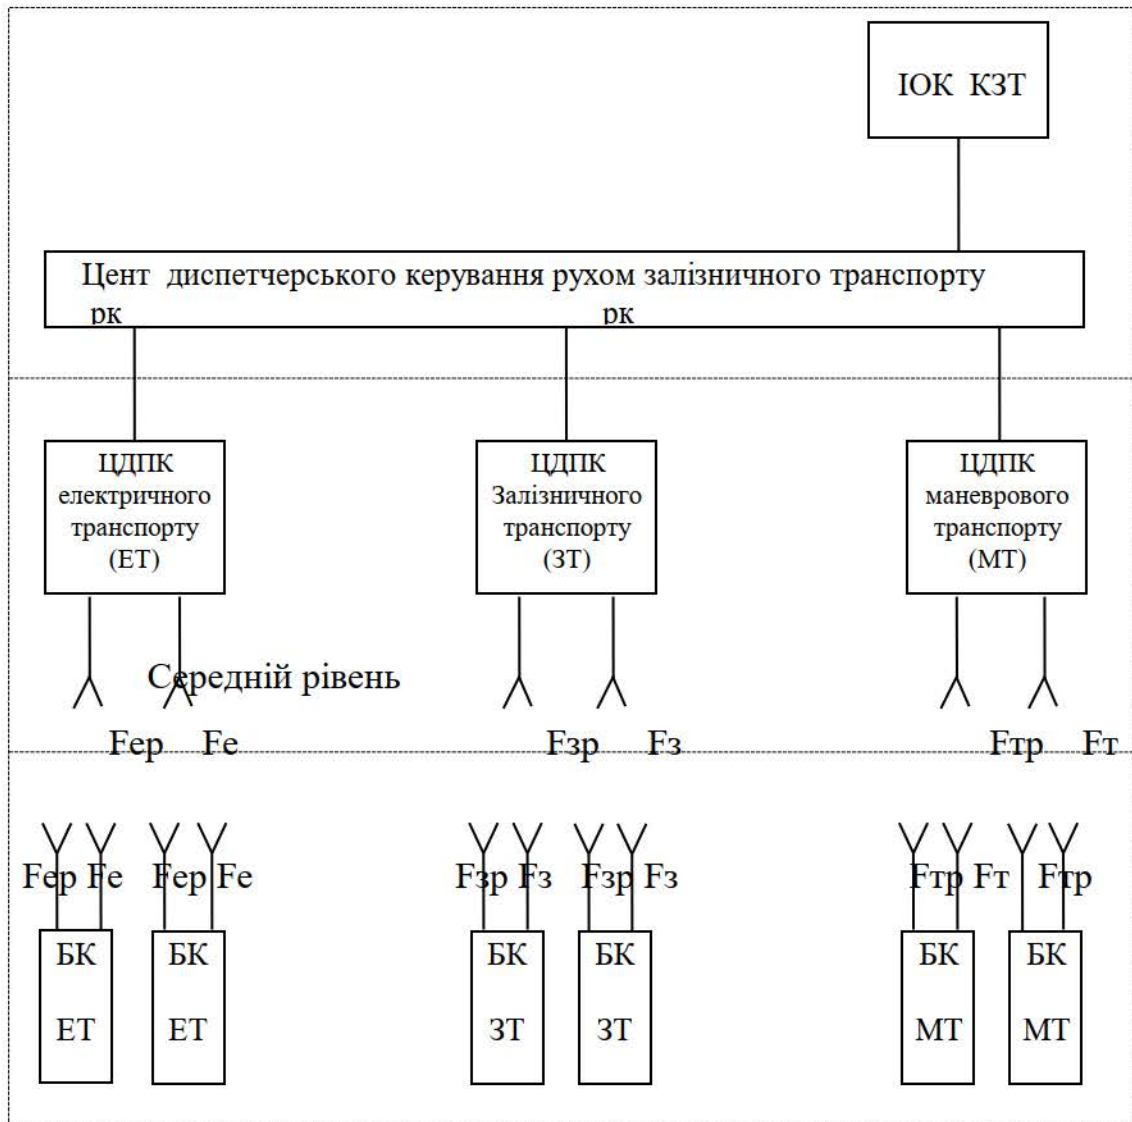 ІОК КЗТ
Цент диспетчерського керування рухом залізничного транспорту
рк рк
ЦДПК
електричного
транспорту
(ЕТ)
ЦДПК
Залізничного
транспорту
(ЗТ)
ЦДПК
маневрового
транспорту
(МТ)
Середній рівень
Fер Fе Fзр Fз Fтр Fт
Fер Fе Fер Fе Fзр Fз Fзр Fз Fтр Fт Fтр
БК
ЕТ
БК
ЕТ
БК
ЗТ
БК
ЗТ
БК
МТ
БК
МТ